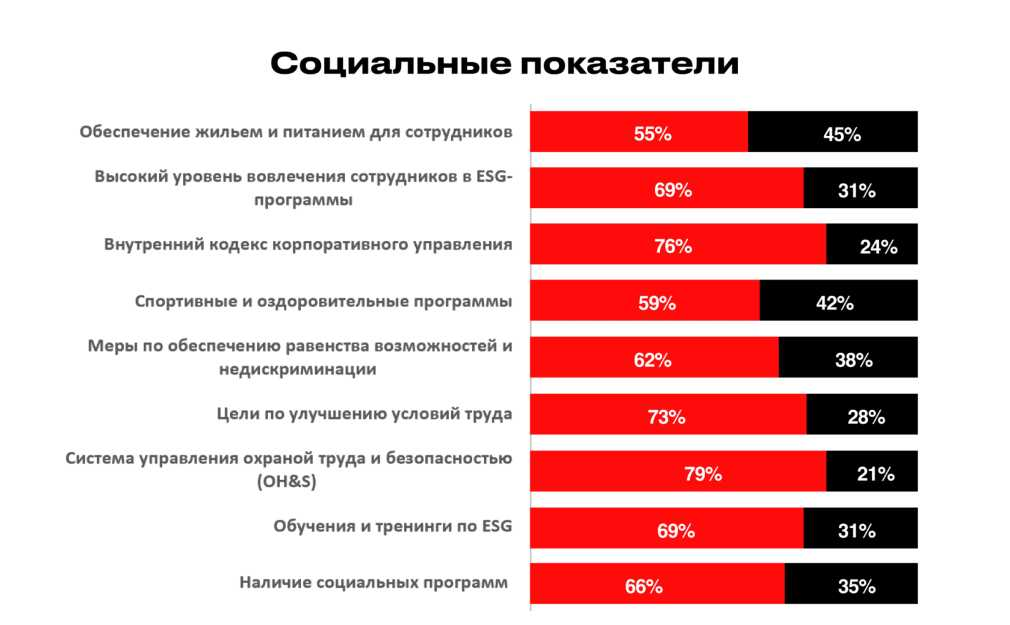 Социальные показатели
Обеспечение жильем и питанием для сотрудников
55%
45%
Высокий уровень вовлечения сотрудников в ESG-
программы
69%
31%
Внутренний кодекс корпоративного управления
76%
24%
Спортивные и оздоровительные программы
59%
42%
Меры по обеспечению равенства возможностей и
недискриминации
62%
38%
Цели по улучшению условий труда
73%
28%
Система управления охраной труда и безопасностью
(OH&S)
79%
21%
Обучения и тренинги по ESG
69%
31%
Наличие социальных программ
66%
35%